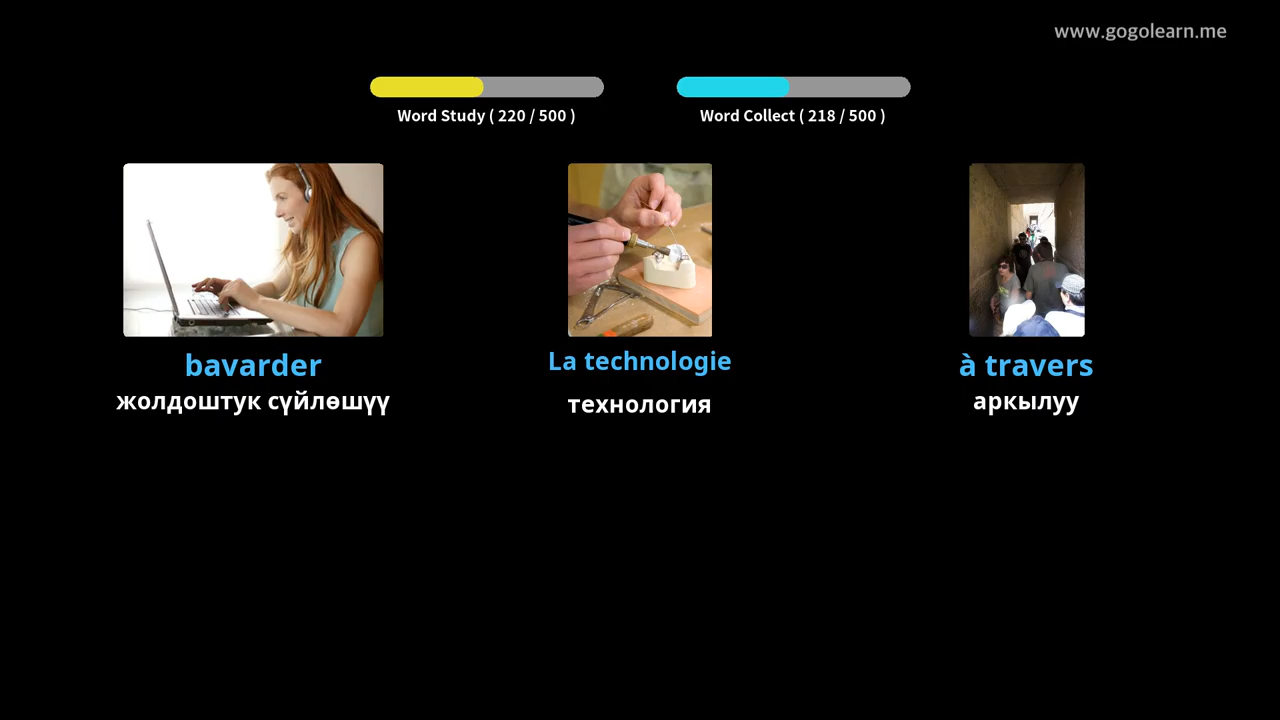 www.gogolearn.me
Word Study ( 220 / 500 )
Word Collect ( 218 / 500 )
bavarder
жолдоштук сүйлөшүү
La technologie
технология
à travers
аркылуу